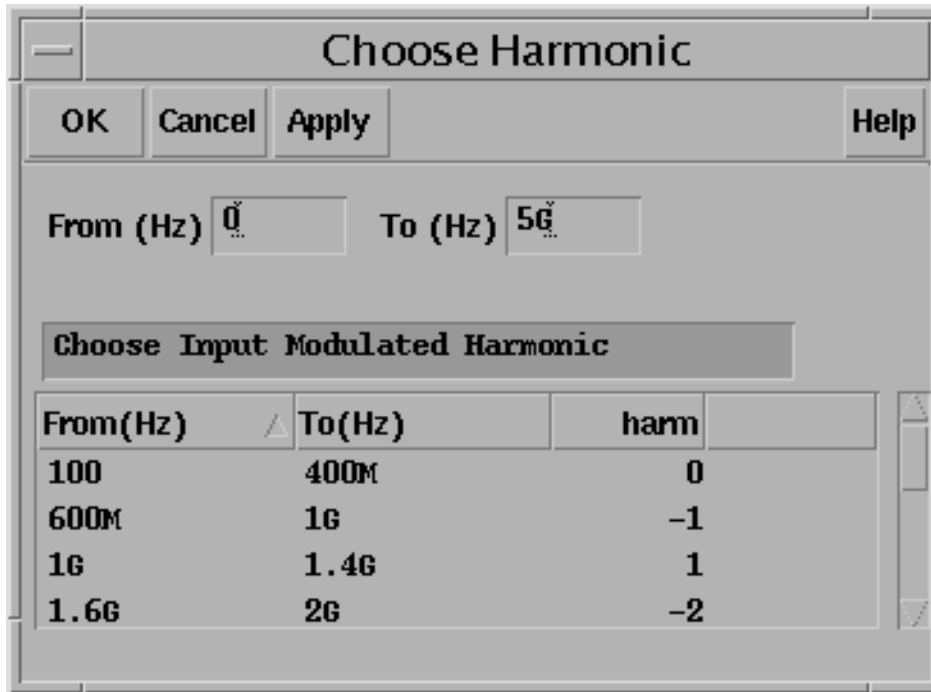 Choose Harmonic
OK Cancel Apply Help
From (Hz) 0 To (Hz) 5G
Choose Input Modulated Harmonic
From(Hz) To(Hz) harm
100 400M 0
600M 1G -1
1G 1.4G 1
1.6G 2G -2